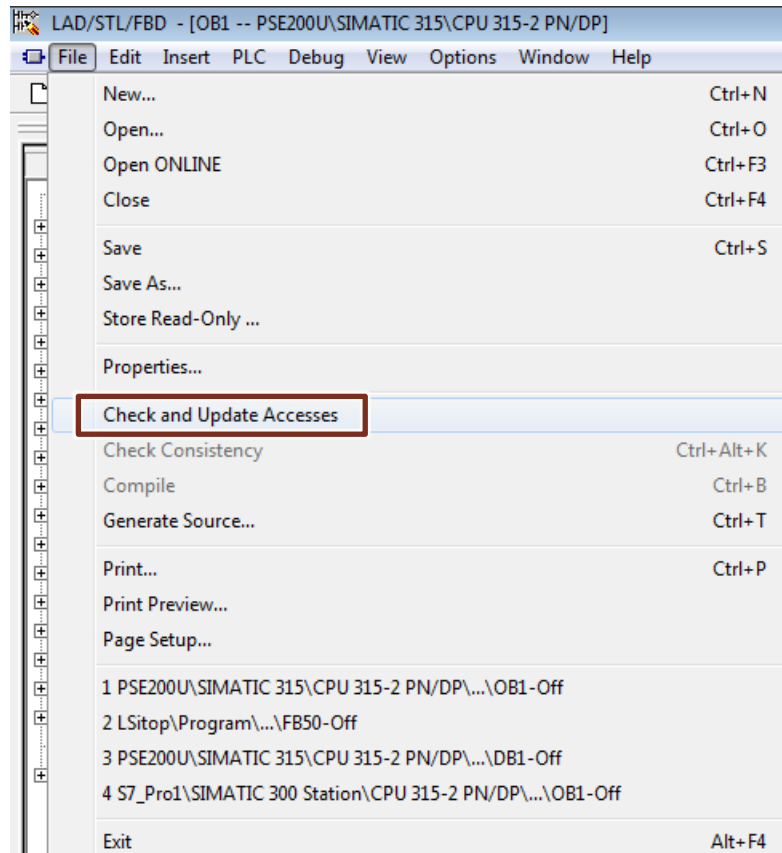 LAD/STL/FBD - [OB1 -- PSE200U\SIMATIC 315\CPU 315-2 PN/DP]
File Edit Insert PLC Debug View Options Window Help
New... Ctrl+N
Open... Ctrl+O
Open ONLINE Ctrl+F3
Close Ctrl+F4
Save Ctrl+S
Save As...
Store Read-Only ...
Properties...
Check and Update Accesses
Check Consistency Ctrl+Alt+K
Compile Ctrl+B
Generate Source... Ctrl+T
Print... Ctrl+P
Print Preview...
Page Setup...
1 PSE200U\SIMATIC 315\CPU 315-2 PN/DP\...\OB1-Off
2 LSitop\Program\...\FB50-Off
3 PSE200U\SIMATIC 315\CPU 315-2 PN/DP\...\DB1-Off
4 S7_Pro1\SIMATIC 300 Station\CPU 315-2 PN/DP\...\OB1-Off
Exit Alt+F4